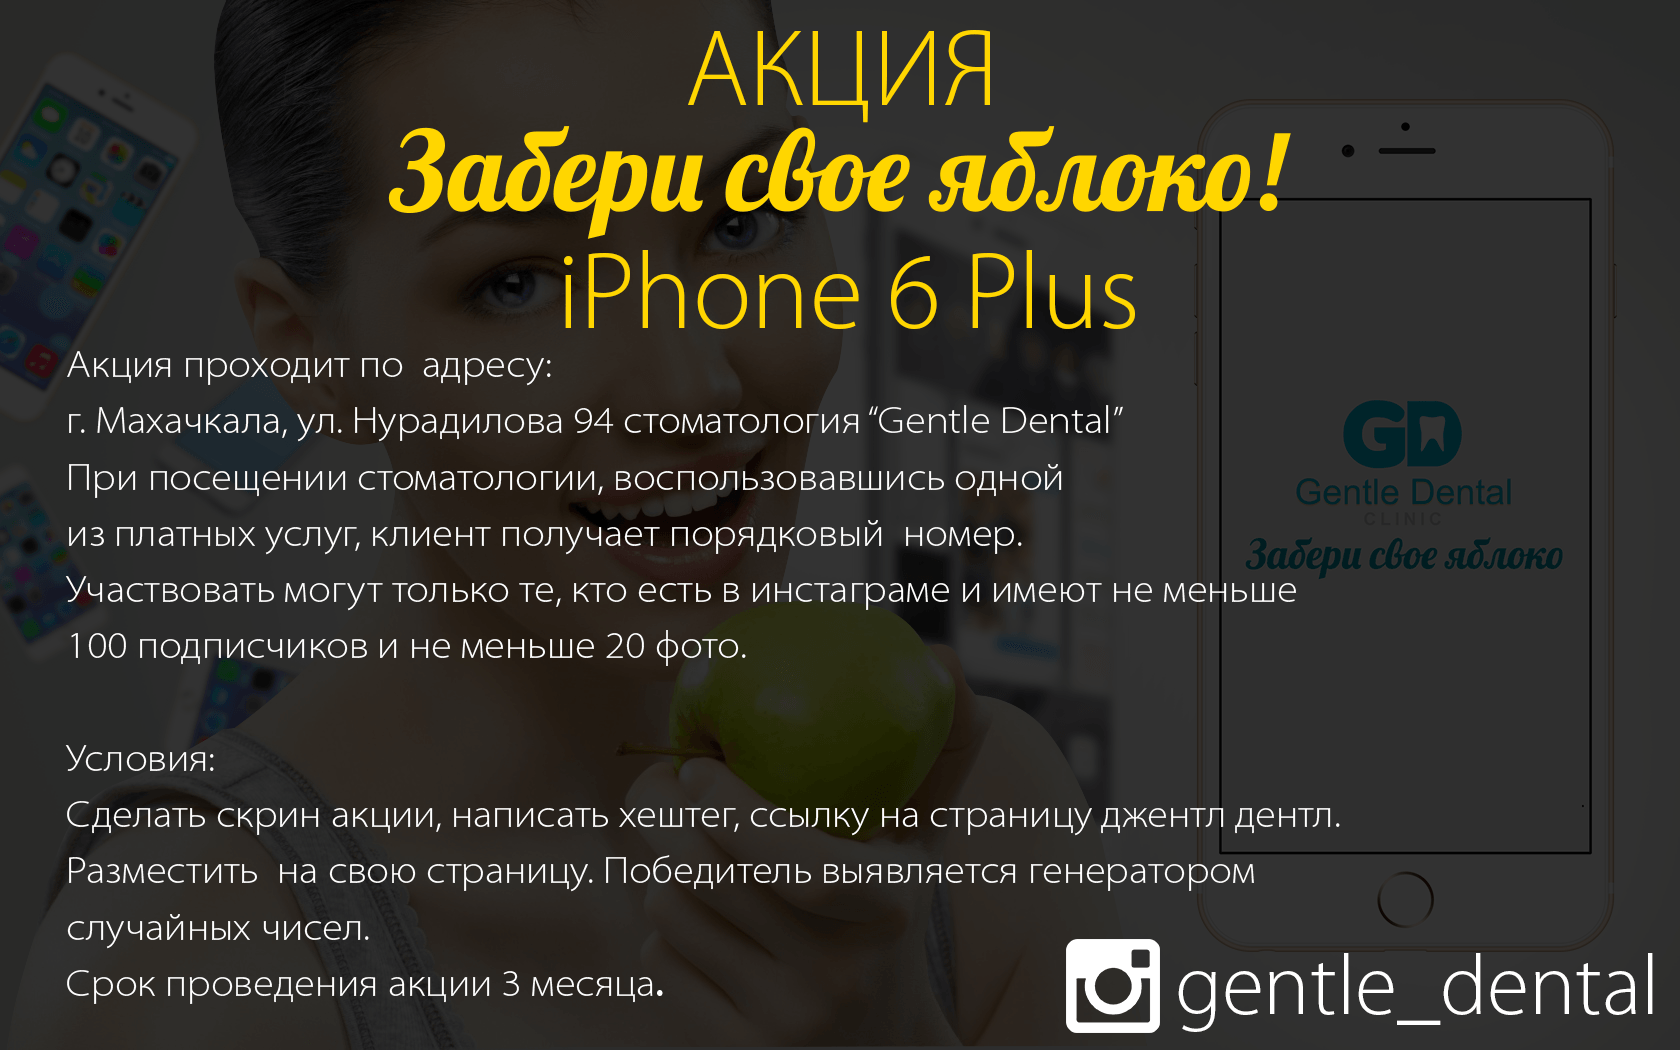 АКЦИЯ
Забери свое яблоко!
iPhone 6 Plus
Акция проходит по адресу:
г. Махачкала, ул. Нурадилова 94 стоматология “Gentle Dental”
При посещении стоматологии, воспользовавшись одной
из платных услуг, клиент получает порядковый номер.
Участвовать могут только те, кто есть в инстаграме и имеют не меньше
100 подписчиков и не меньше 20 фото.
Условия:
Сделать скрин акции, написать хештег, ссылку на страницу джентл дентл.
Разместить на свою страницу. Победитель выявляется генератором
случайных чисел.
Срок проведения акции 3 месяца.
GD
Gentle Dental
CLINIC
Забери свое яблоко
gentle_dental